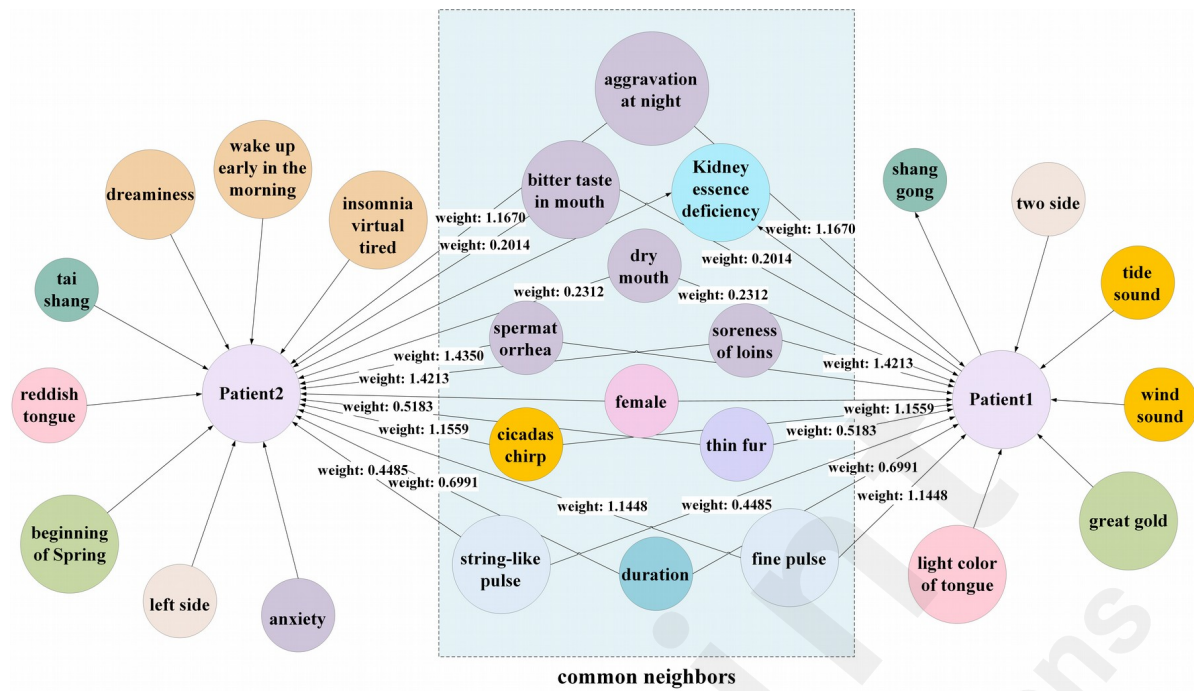 aggravation
at night
wake up
early in the
morning
dreaminess
insomnia
virtual
tired
bitter taste
in mouth
Kidney
essence
deficiency
shang
gong
two side
weight: 1.1670
weight: 0.2014
weight: 1.1670
weight: 0.2014
dry
mouth
tide
sound
tai
shang
weight: 0.2312
weight: 0.2312
spermat
orrhea
soreness
of loins
weight: 1.4350
weight: 1.4213
weight: 1.4213
reddish
tongue
Patient2
female
Patient1
wind
sound
weight: 0.5183
weight: 1.1559
weight: 1.1559
weight: 0.5183
cicadas
chirp
thin fur
weight: 0.4485
weight: 0.6991
weight: 0.6991
weight: 1.1448
weight: 0.4485
weight: 1.1448
beginning
of Spring
string-like
pulse
duration
fine pulse
great gold
light color
of tongue
left side
anxiety
common neighbors